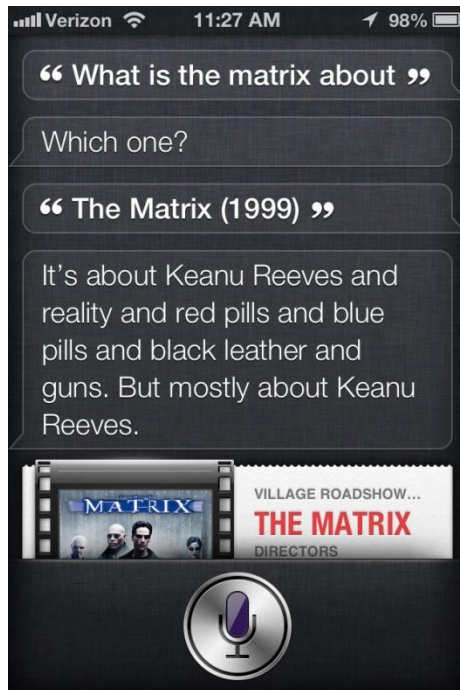 Verizon 11:27 AM 98%
“ What is the matrix about ”
Which one?
“ The Matrix (1999) ”
It's about Keanu Reeves and
reality and red pills and blue
pills and black leather and
guns. But mostly about Keanu
Reeves.
MATRIX
VILLAGE ROADSHOW...
THE MATRIX
DIRECTORS